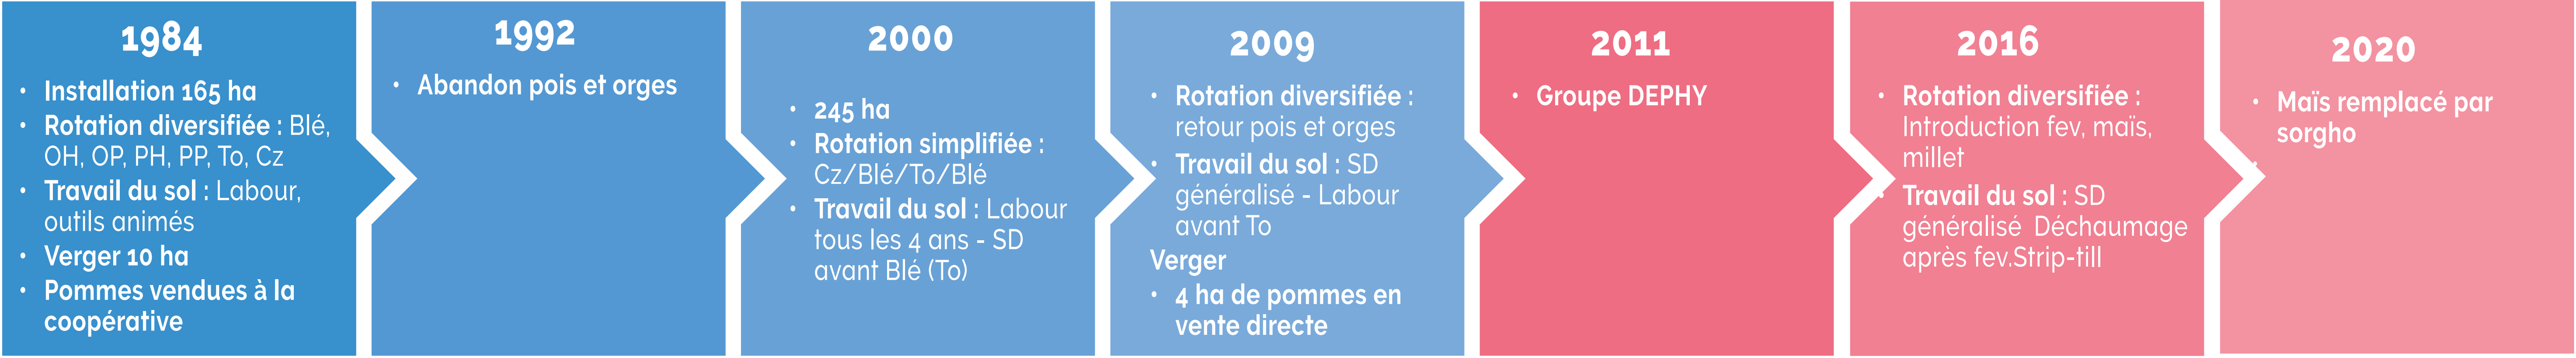 1984
• Installation 165 ha
• Rotation diversifiée : Blé,
OH, OP, PH, PP, To, Cz
• Travail du sol : Labour,
outils animés
• Verger 10 ha
• Pommes vendues à la
coopérative
1992
• Abandon pois et orges
2000
• 245 ha
• Rotation simplifiée :
Cz/Blé/To/Blé
• Travail du sol : Labour
tous les 4 ans - SD
avant Blé (To)
2009
• Rotation diversifiée :
retour pois et orges
• Travail du sol : SD
généralisé - Labour
avant To
Verger
• 4 ha de pommes en
vente directe
2011
• Groupe DEPHY
2016
• Rotation diversifiée :
Introduction fev, maïs,
millet
• Travail du sol : SD
généralisé Déchaumage
après fev.Strip-till
2020
• Maïs remplacé par
sorgho